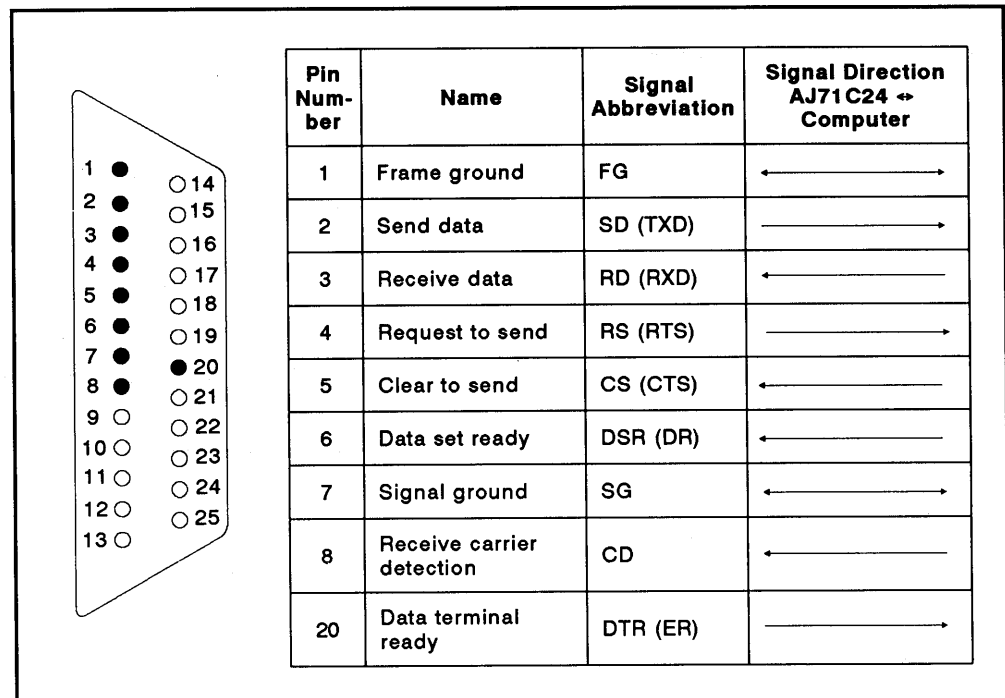 1
2
3
4
5
6
7
8
9
10
11
12
13
14
15
16
17
18
19
20
21
22
23
24
25
Pin Num-ber Name Signal Abbreviation Signal Direction AJ71C24 ↔ Computer
1 Frame ground FG
2 Send data SD (TXD)
3 Receive data RD (RXD)
4 Request to send RS (RTS)
5 Clear to send CS (CTS)
6 Data set ready DSR (DR)
7 Signal ground SG
8 Receive carrier detection CD
20 Data terminal ready DTR (ER)